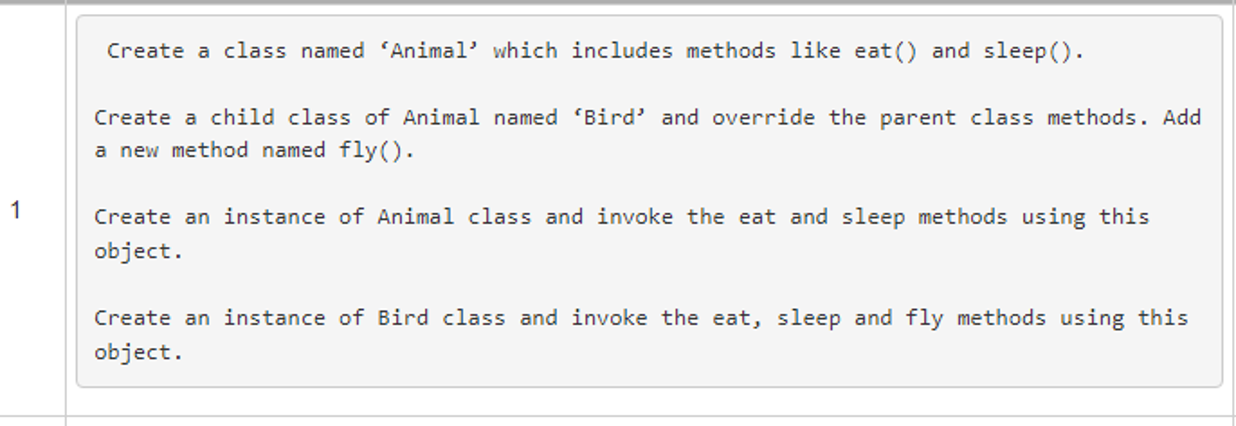 Create a class named ‘Animal’ which includes methods like eat() and sleep().
Create a child class of Animal named ‘Bird’ and override the parent class methods. Add
a new method named fly().
1
Create an instance of Animal class and invoke the eat and sleep methods using this
object.
Create an instance of Bird class and invoke the eat, sleep and fly methods using this
object.